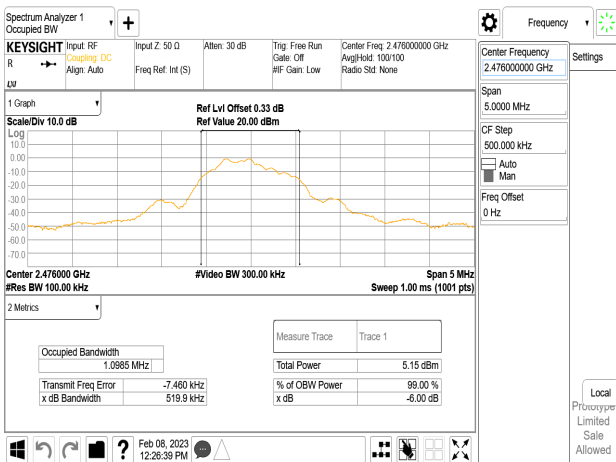 Spectrum Analyzer 1
Occupied BW
Frequency
KEYSIGHT
R
LXI
Input: RF
Coupling: DC
Align: Auto
Input Z: 50 Ω
Freq Ref: Int (S)
Atten: 30 dB
Trig: Free Run
Gate: Off
#IF Gain: Low
Center Freq: 2.476000000 GHz
Avg|Hold: 100/100
Radio Std: None
Center Frequency
2.476000000 GHz
Settings
Span
5.0000 MHz
CF Step
500.000 kHz
Auto
Man
Freq Offset
0 Hz
1 Graph
Scale/Div 10.0 dB
Ref Lvl Offset 0.33 dB
Ref Value 20.00 dBm
Log
10.0
0.00
-10.0
-20.0
-30.0
-40.0
-50.0
-60.0
-70.0
Center 2.476000 GHz
#Res BW 100.00 kHz
#Video BW 300.00 kHz
Span 5 MHz
Sweep 1.00 ms (1001 pts)
2 Metrics
Measure Trace Trace 1
Occupied Bandwidth
1.0985 MHz
Total Power 5.15 dBm
Transmit Freq Error -7.460 kHz
% of OBW Power 99.00 %
x dB Bandwidth 519.9 kHz
x dB -6.00 dB
Local
Prototype
Limited
Sale
Allowed
?
Feb 08, 2023
12:26:39 PM